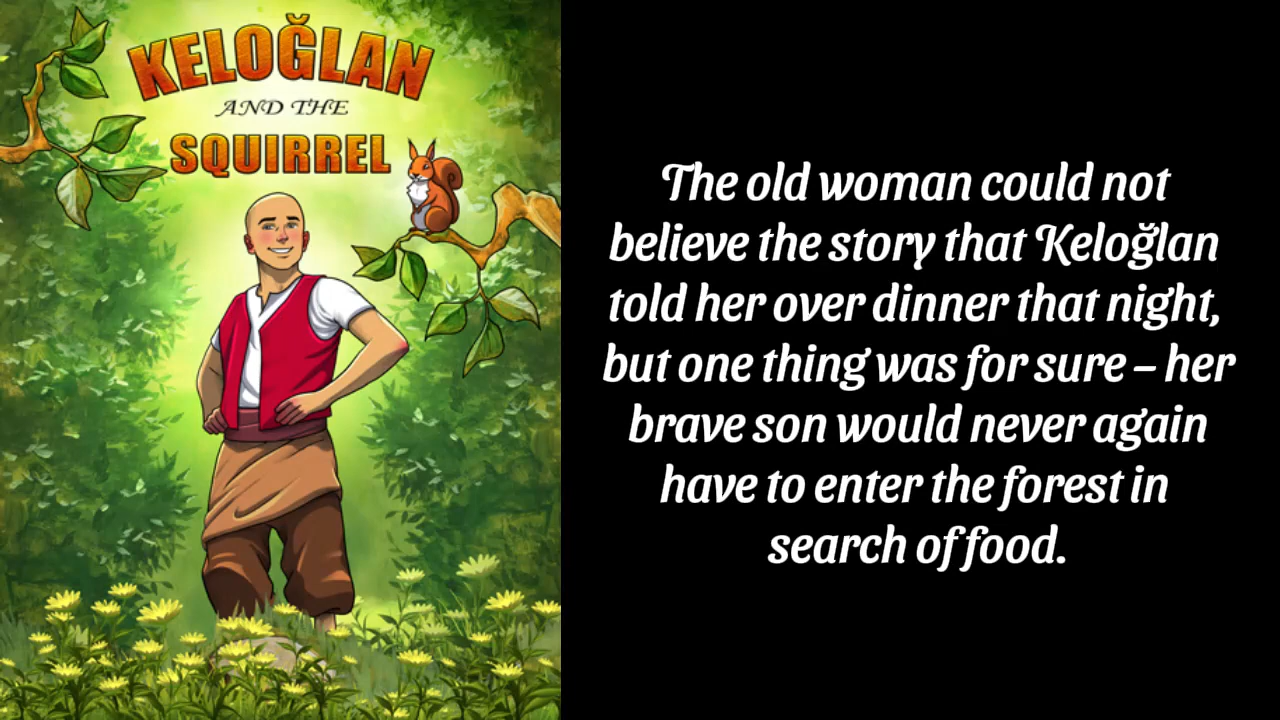 KELOĞLAN
AND THE
SQUIRREL
The old woman could not
believe the story that Keloğlan
told her over dinner that night,
but one thing was for sure – her
brave son would never again
have to enter the forest in
search of food.